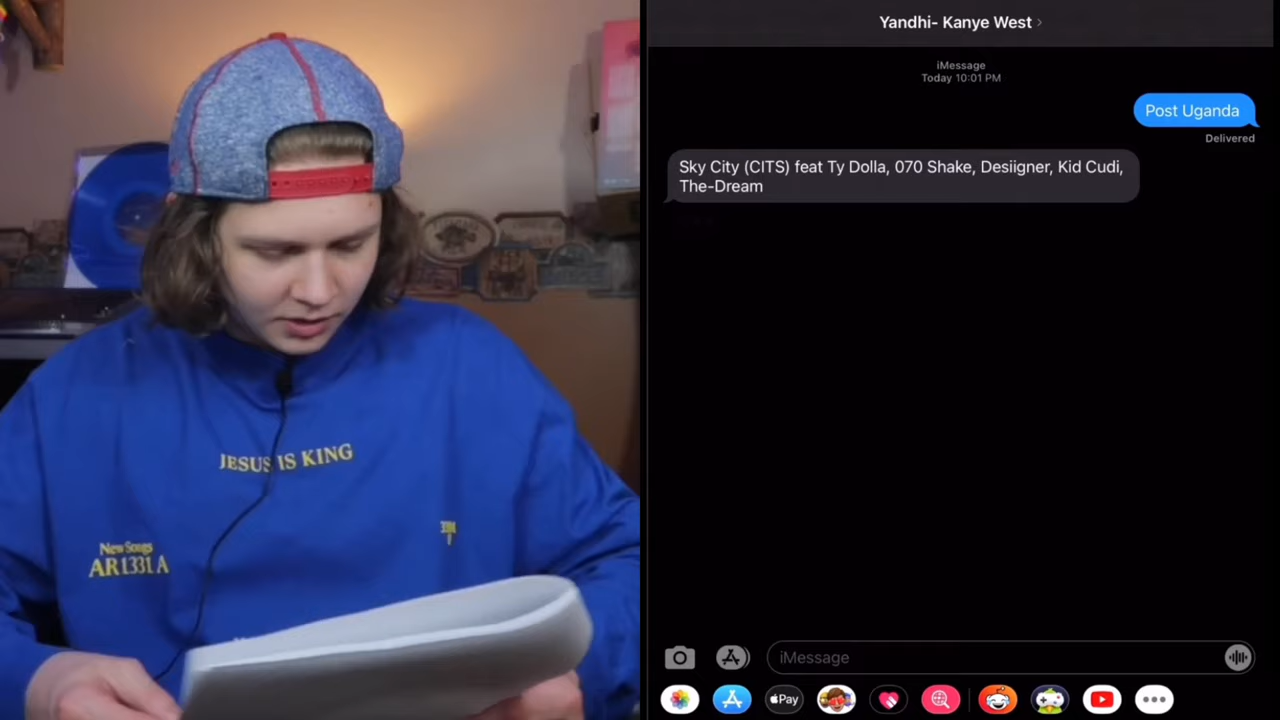 Yandhi- Kanye West
iMessage
Today 10:01 PM
Post Uganda
Delivered
Sky City (CITS) feat Ty Dolla, 070 Shake, Desiigner, Kid Cudi,
The-Dream
JESUS IS KING
New Songs
AR1331 A
iMessage
Pay